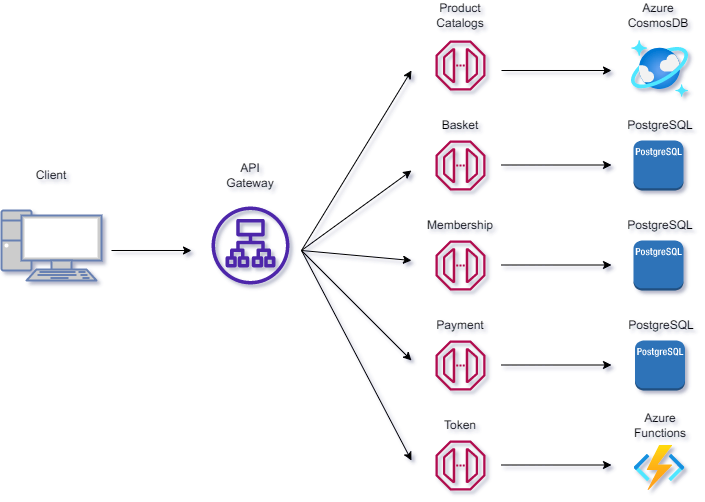 Product
Catalogs
Azure
CosmosDB
Basket
PostgreSQL
PostgreSQL
Client
API
Gateway
Membership
PostgreSQL
PostgreSQL
Payment
PostgreSQL
PostgreSQL
Token
Azure
Functions